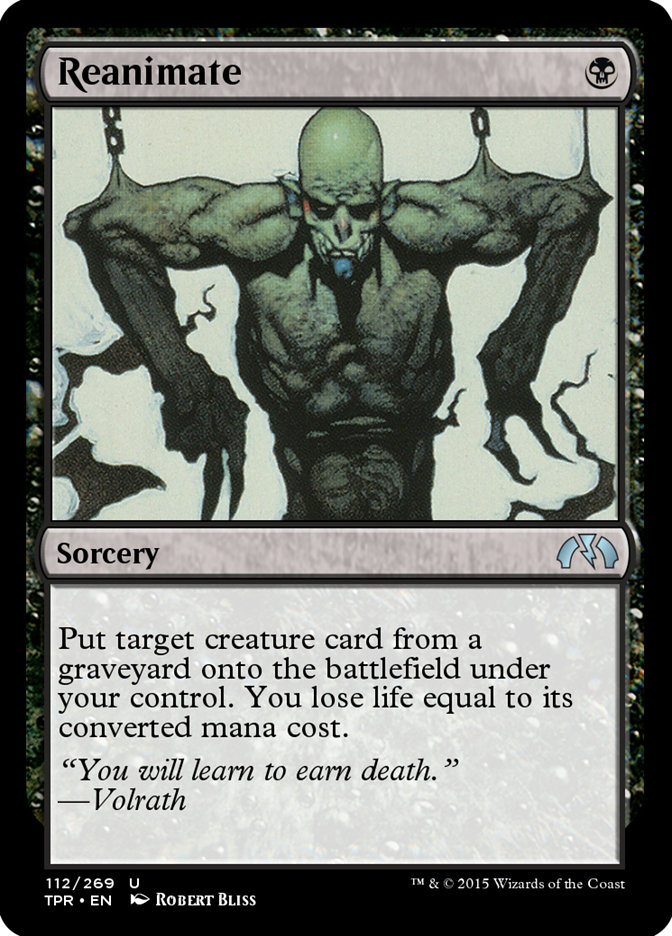 Reanimate
Sorcery
Put target creature card from a
graveyard onto the battlefield under
your control. You lose life equal to its
converted mana cost.
“You will learn to earn death.”
—Volrath
112/269 U
™ & © 2015 Wizards of the Coast
TPR • EN Robert Bliss